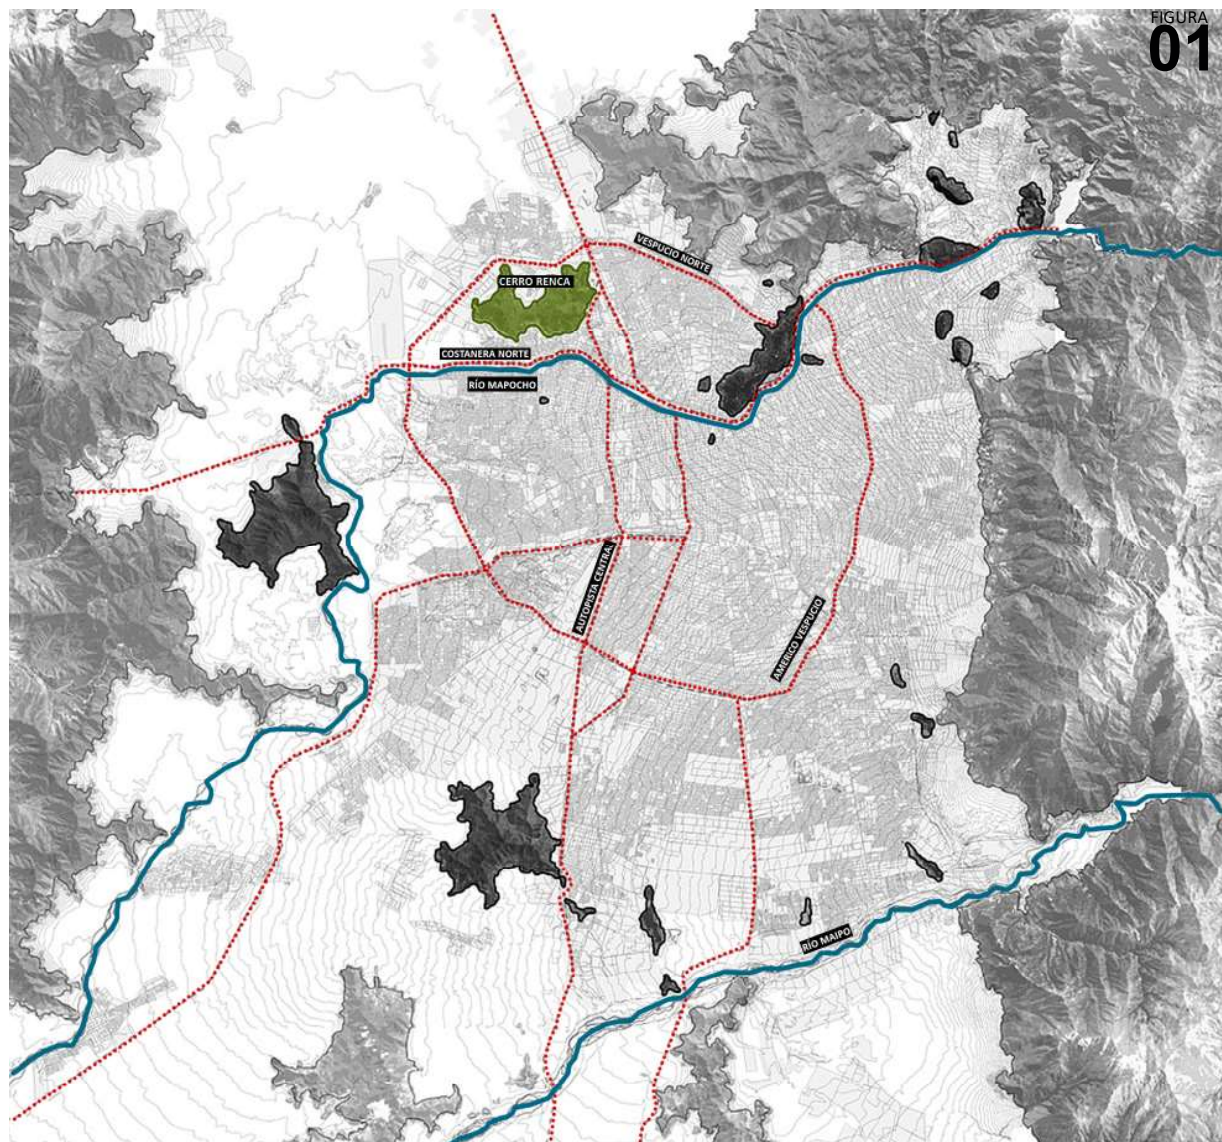 FIGURA
01
VESPUCIO NORTE
CERRO RENCA
COSTANERA NORTE
RÍO MAPOCHO
AUTOPISTA CENTRAL
AMERICO VESPUCIO
RÍO MAIPO